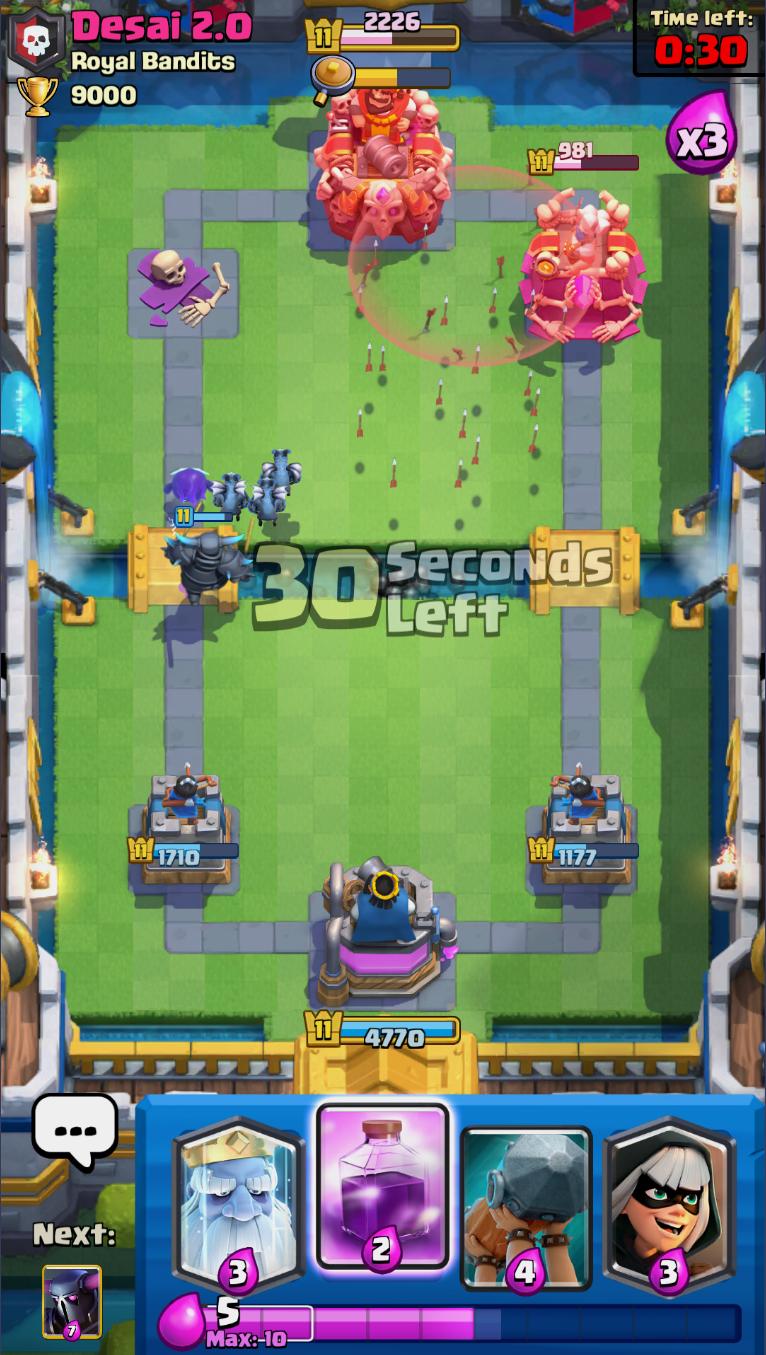 Desai 2.0
Royal Bandits
9000
11
2226
Time left:
0:30
x3
11
981
11
30 Seconds
Left
11
1710
11
1177
11
4770
Next:
7
3
2
4
3
5
Max: 10